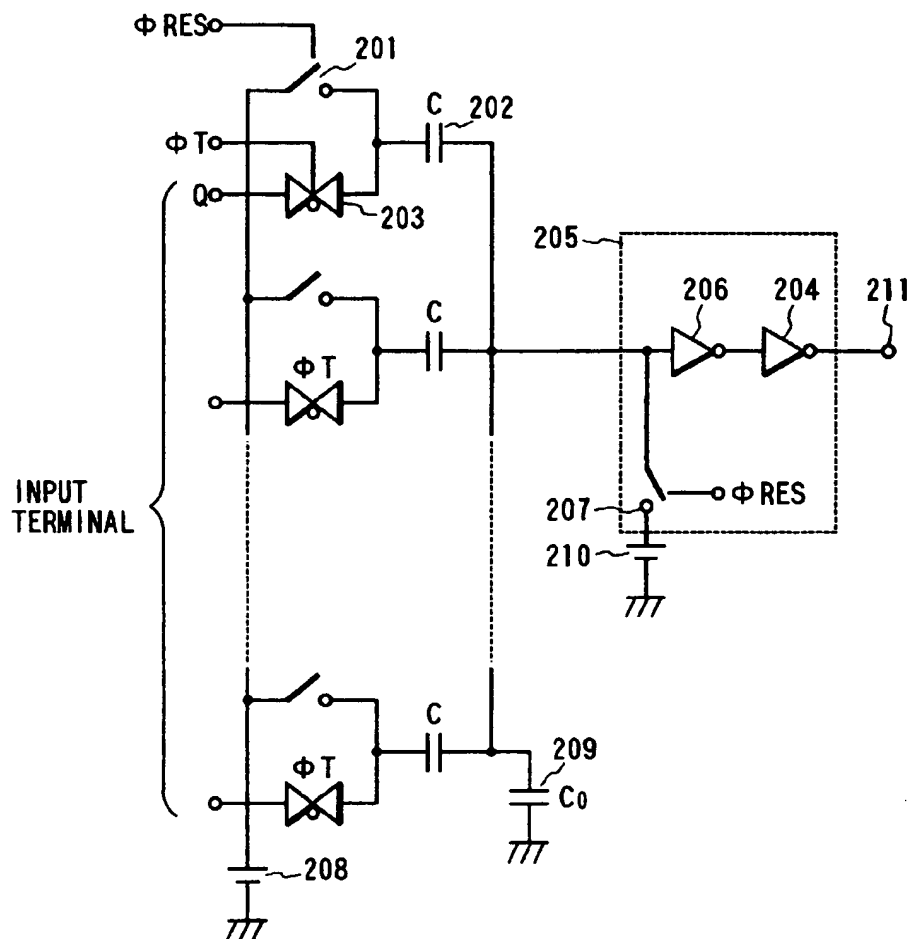 ΦRES
201
C
202
ΦT
Q
203
205
206
204
211
C
ΦT
INPUT
TERMINAL
207
ΦRES
210
C
209
ΦT
C0
208